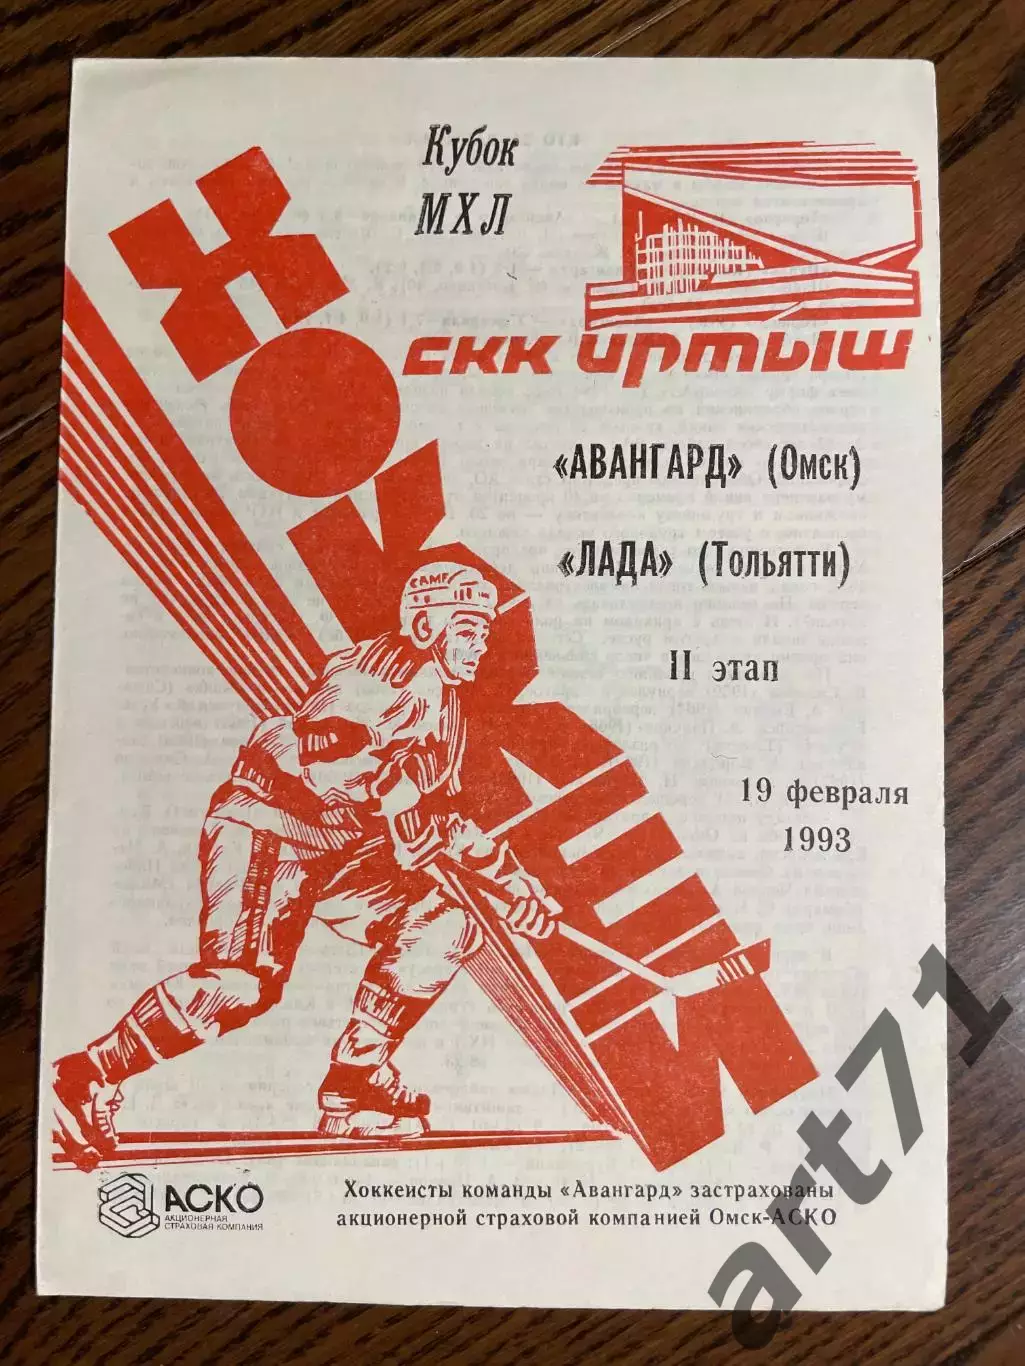 Кубок
МХЛ
ХОККЕЙ
СКК ИРТЫШ
«АВАНГАРД» (Омск)
«ЛАДА» (Тольятти)
II этап
19 февраля
1993
АСКО
АКЦИОНЕРНАЯ
СТРАХОВАЯ КОМПАНИЯ
Хоккеисты команды «Авангард» застрахованы
акционерной страховой компанией Омск-АСКО
art71